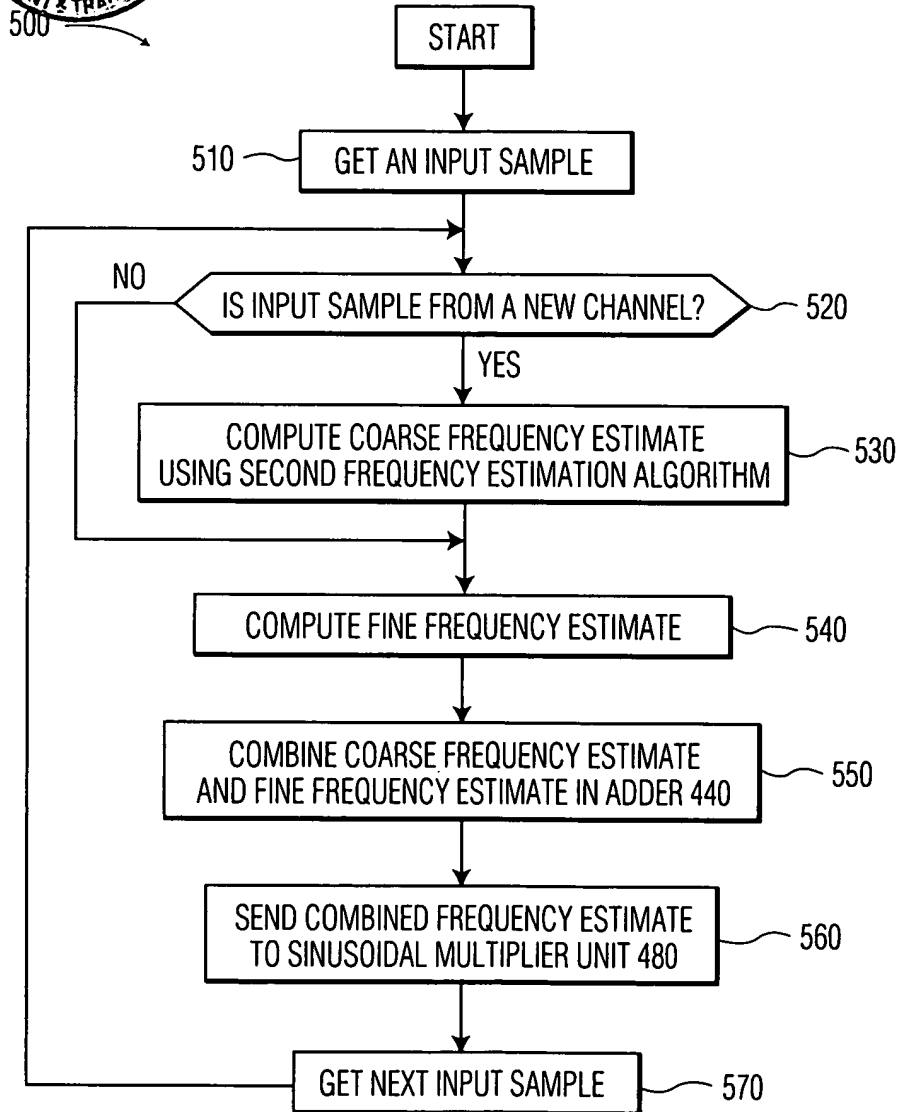 & TRA
500
START
510
GET AN INPUT SAMPLE
NO
IS INPUT SAMPLE FROM A NEW CHANNEL?
520
YES
COMPUTE COARSE FREQUENCY ESTIMATE
USING SECOND FREQUENCY ESTIMATION ALGORITHM
530
COMPUTE FINE FREQUENCY ESTIMATE
540
COMBINE COARSE FREQUENCY ESTIMATE
AND FINE FREQUENCY ESTIMATE IN ADDER 440
550
SEND COMBINED FREQUENCY ESTIMATE
TO SINUSOIDAL MULTIPLIER UNIT 480
560
GET NEXT INPUT SAMPLE
570